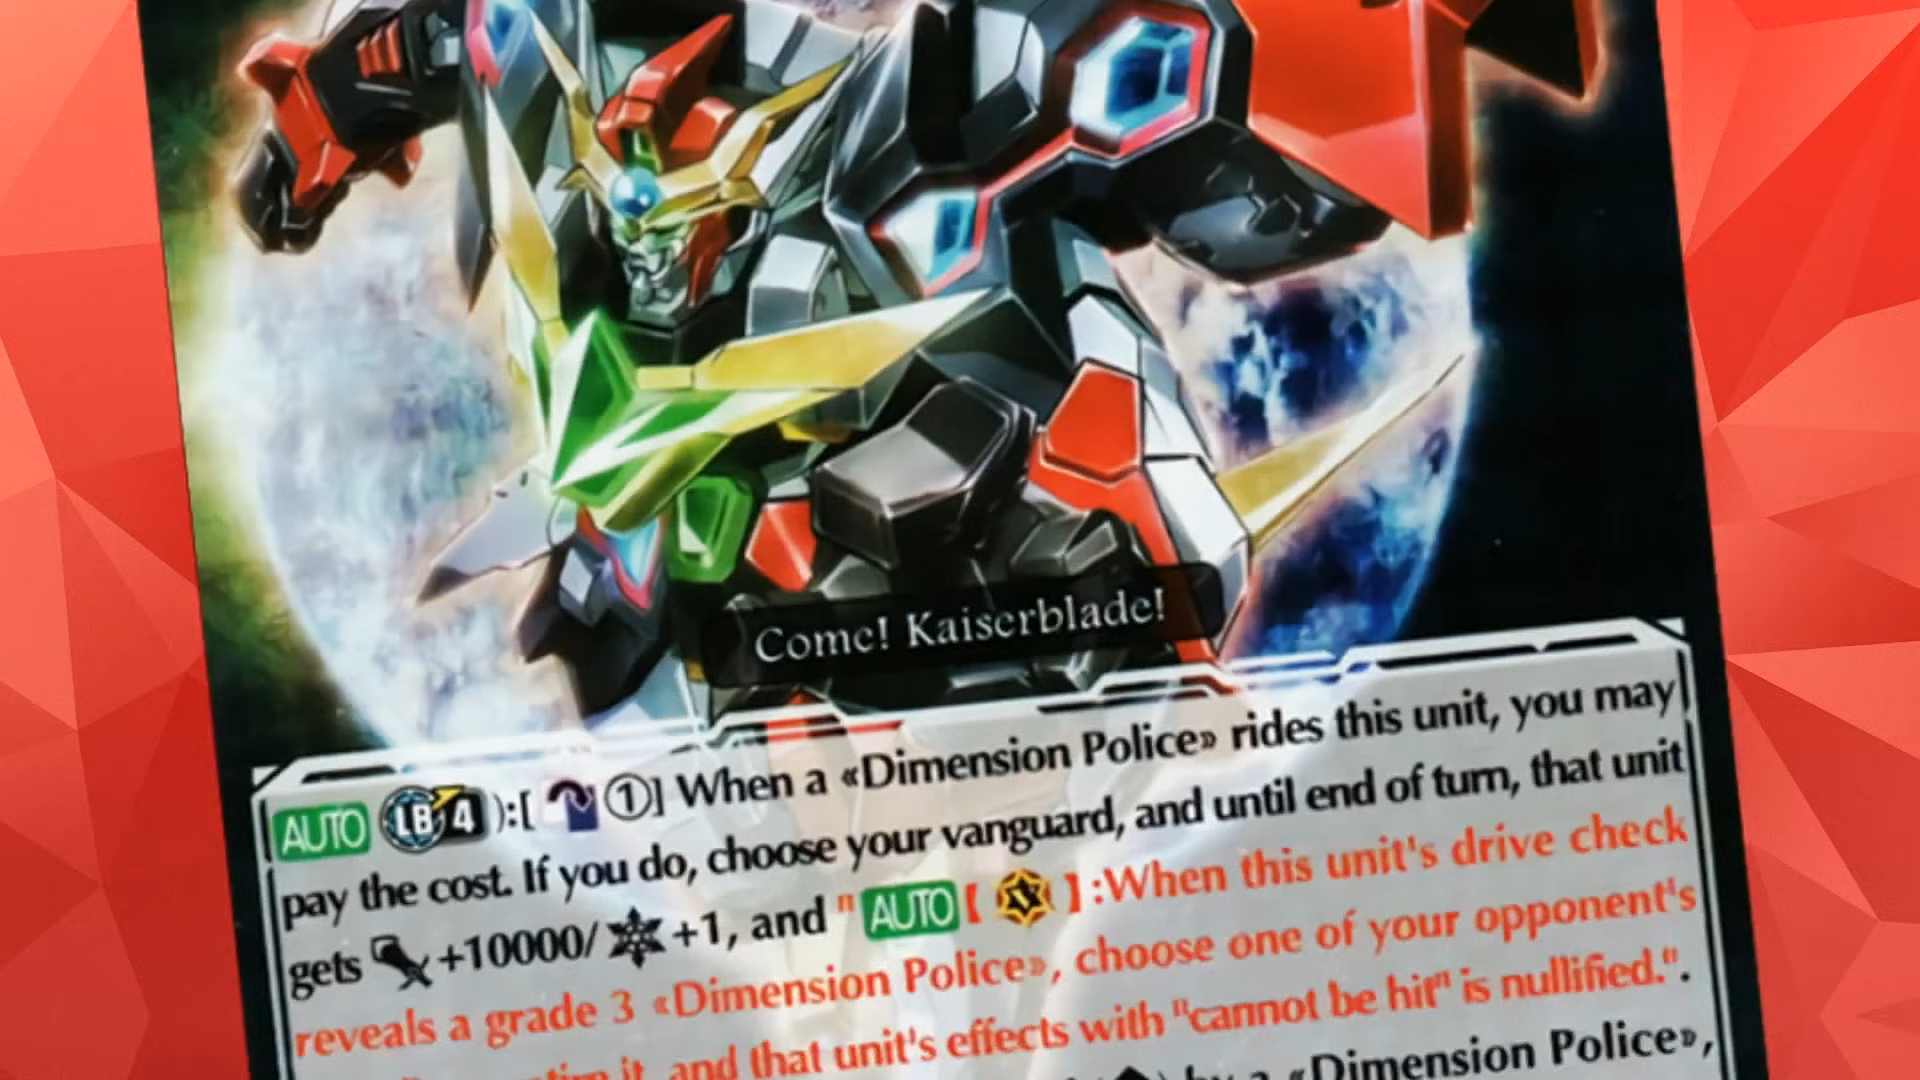 Come! Kaiserblade!
AUTO LB4):[ ①] When a «Dimension Police» rides this unit, you may
pay the cost. If you do, choose your vanguard, and until end of turn, that unit
gets +10000/ +1, and "AUTO【 V 】:When this unit's drive check
reveals a grade 3 «Dimension Police», choose one of your opponent's
it, and that unit's effects with "cannot be hit" is nullified.".
by a «Dimension Police»,